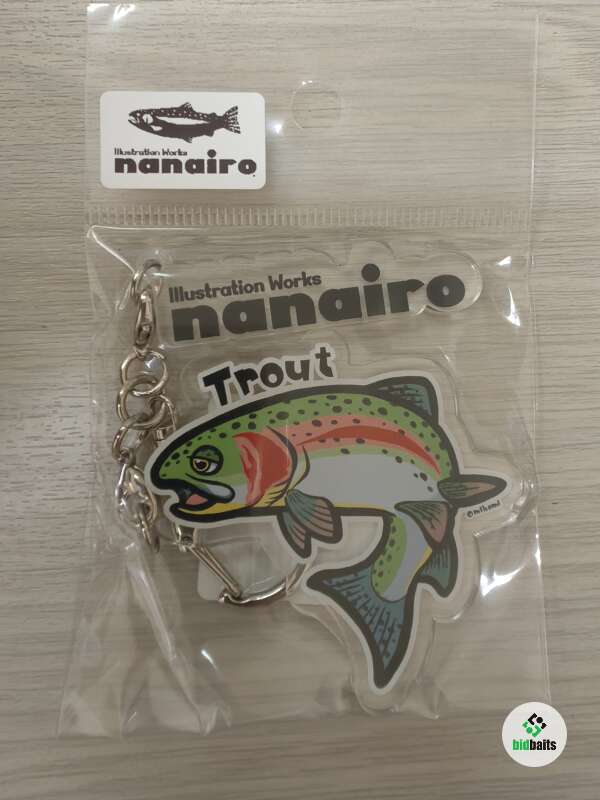 Illustration Works
nanairo.
Illustration Works
nanairo
Trout
bidbaits